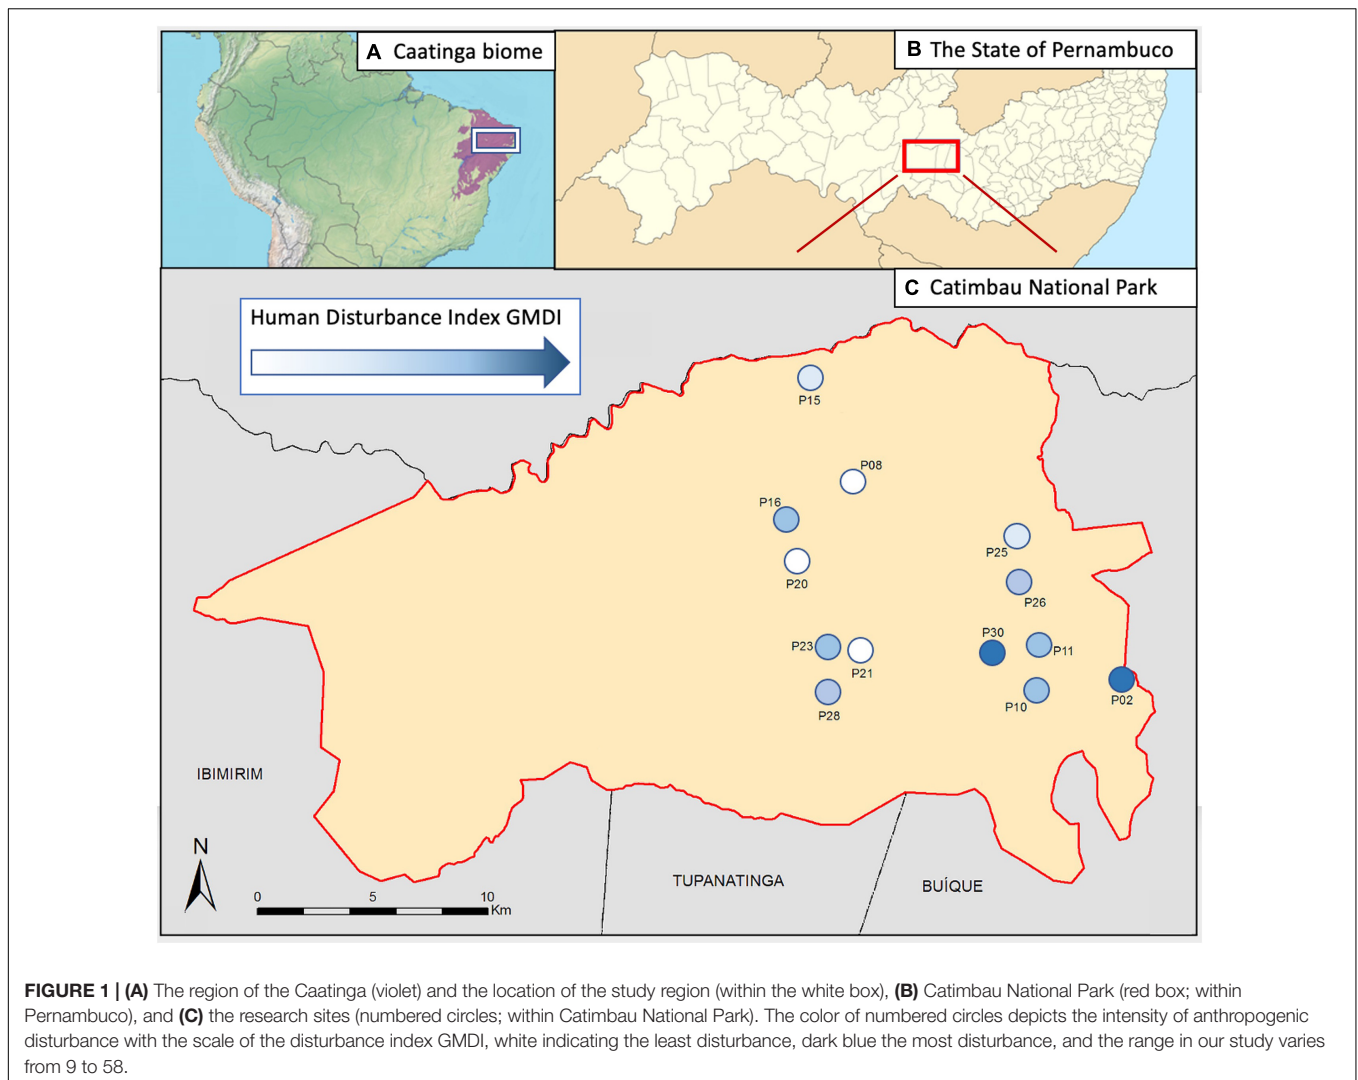 A Caatinga biome
B The State of Pernambuco
C Catimbau National Park
Human Disturbance Index GMDI
P15
P08
P16
P25
P20
P26
P30
P23
P11
P21
P02
P10
P28
IBIMIRIM
N
TUPANATINGA
BUÍQUE
0 5 10
Km
FIGURE 1 | (A) The region of the Caatinga (violet) and the location of the study region (within the white box), (B) Catimbau National Park (red box; within
Pernambuco), and (C) the research sites (numbered circles; within Catimbau National Park). The color of numbered circles depicts the intensity of anthropogenic
disturbance with the scale of the disturbance index GMDI, white indicating the least disturbance, dark blue the most disturbance, and the range in our study varies
from 9 to 58.